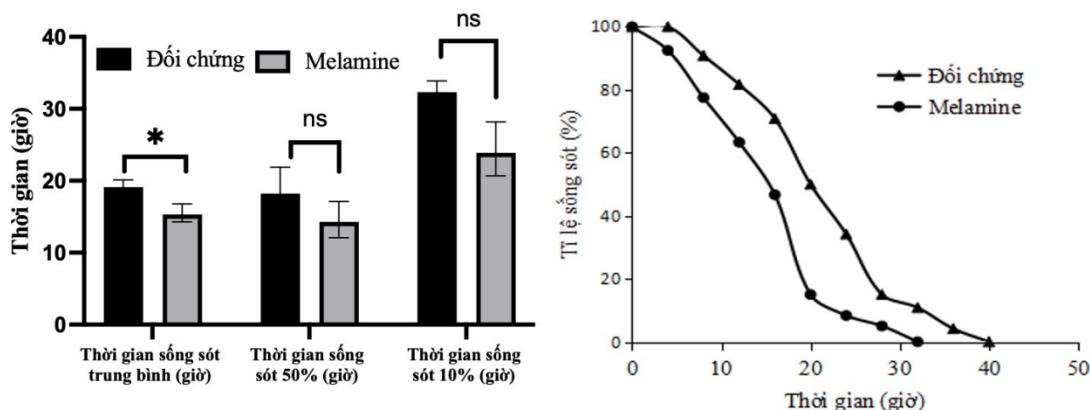 40
30
20
10
0
Thời gian (giờ)
Đối chứng
Melamine
*
ns
ns
Thời gian sống sót
trung bình (giờ)
Thời gian sống
sót 50% (giờ)
Thời gian sống
sót 10% (giờ)
100
80
60
40
20
0
Tỉ lệ sống sót (%)
Đối chứng
Melamine
0 10 20 30 40 50
Thời gian (giờ)